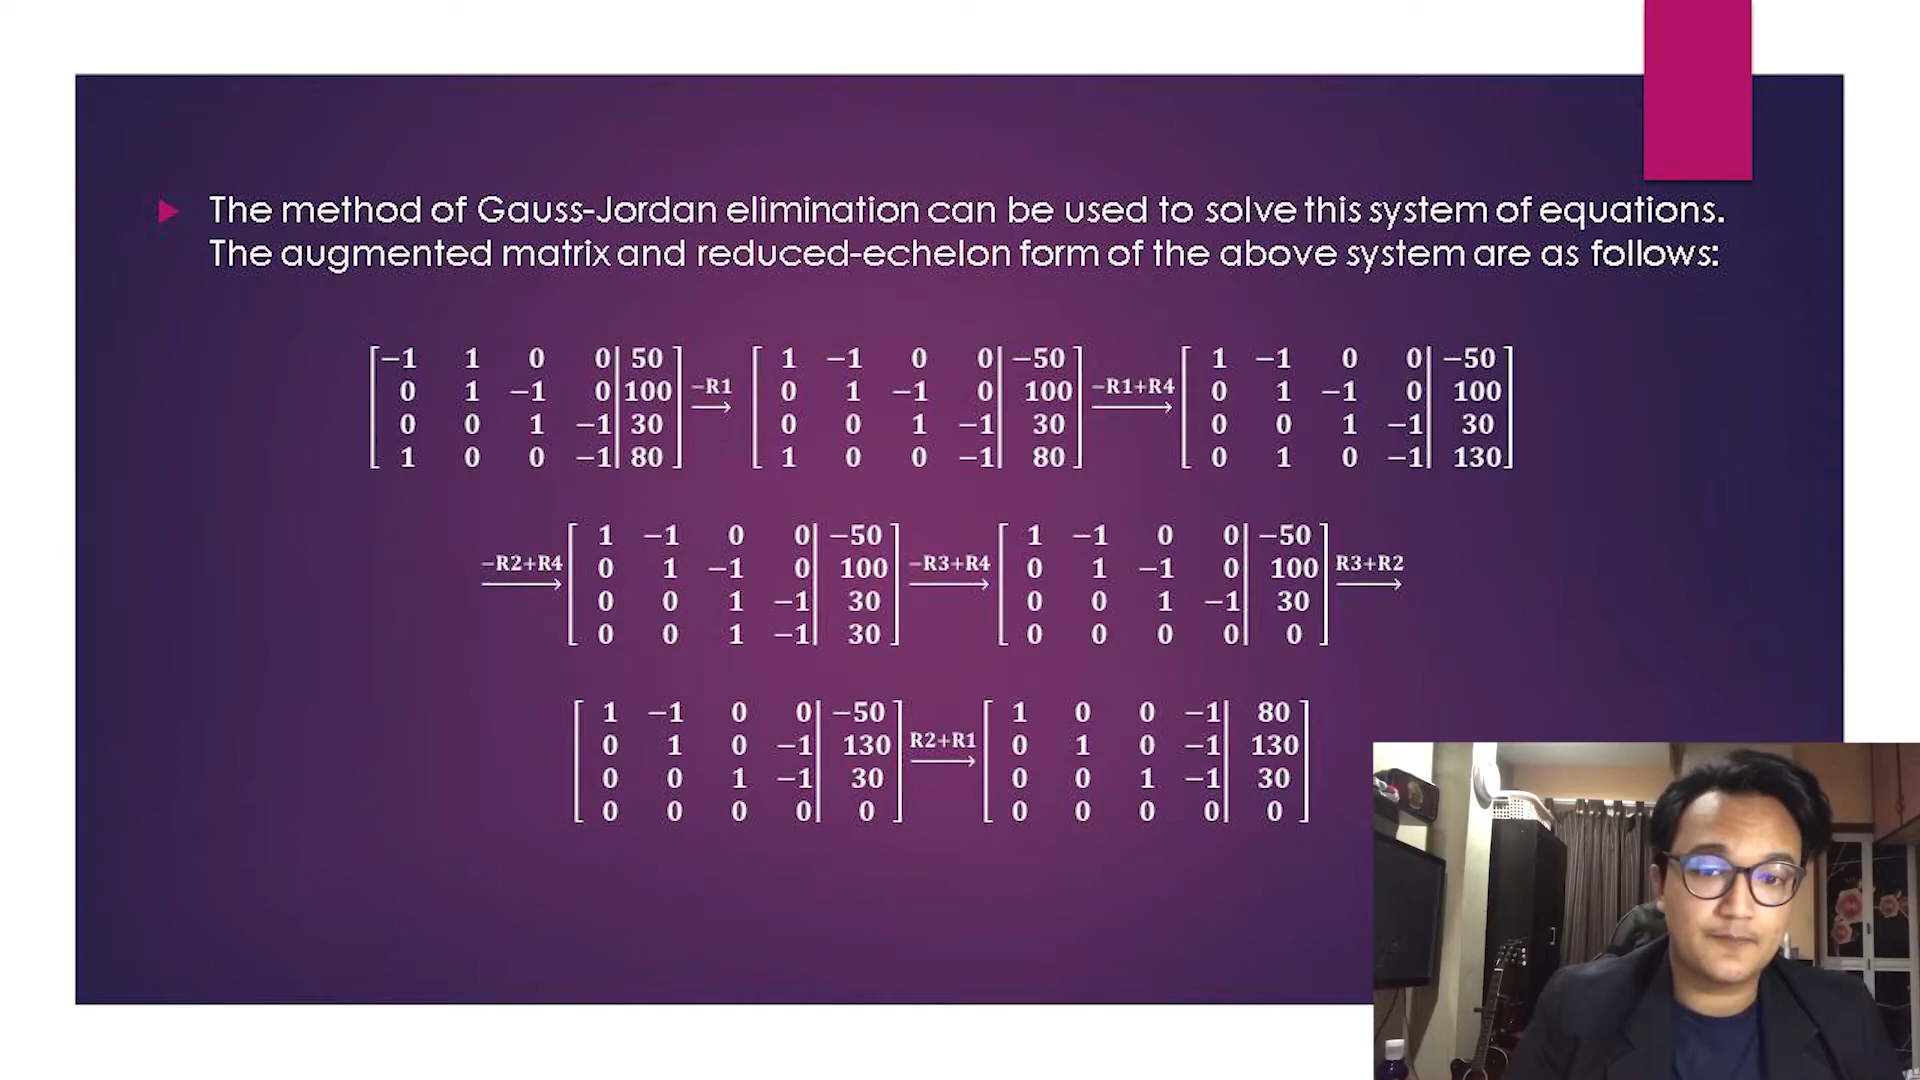 The method of Gauss-Jordan elimination can be used to solve this system of equations.
The augmented matrix and reduced-echelon form of the above system are as follows:
[−1 1 0 0|50] [1 −1 0 0|−50] [1 −1 0 0|−50]
[0 1 −1 0|100] −R1 [0 1 −1 0|100] −R1+R4 [0 1 −1 0|100]
[0 0 1 −1|30] ⟶ [0 0 1 −1|30] ⟶ [0 0 1 −1|30]
[1 0 0 −1|80] [1 0 0 −1|80] [0 1 0 −1|130]
[1 −1 0 0|−50] [1 −1 0 0|−50]
−R2+R4 [0 1 −1 0|100] −R3+R4 [0 1 −1 0|100] R3+R2
⟶ [0 0 1 −1|30] ⟶ [0 0 1 −1|30] ⟶
[0 0 1 −1|30] [0 0 0 0|0]
[1 −1 0 0|−50] [1 0 0 −1|80]
[0 1 0 −1|130] R2+R1 [0 1 0 −1|130]
[0 0 1 −1|30] ⟶ [0 0 1 −1|30]
[0 0 0 0|0] [0 0 0 0|0]